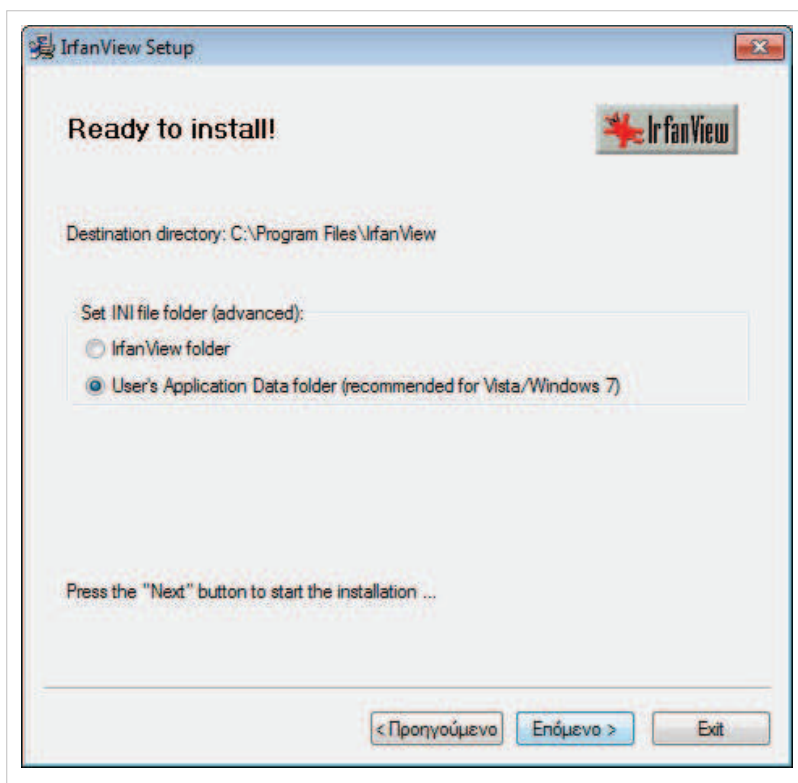 IrfanView Setup
Ready to install!
IrfanView
Destination directory: C:\Program Files\IrfanView
Set INI file folder (advanced):
IrfanView folder
User's Application Data folder (recommended for Vista/Windows 7)
Press the "Next" button to start the installation ...
< Προηγούμενο
Επόμενο >
Exit